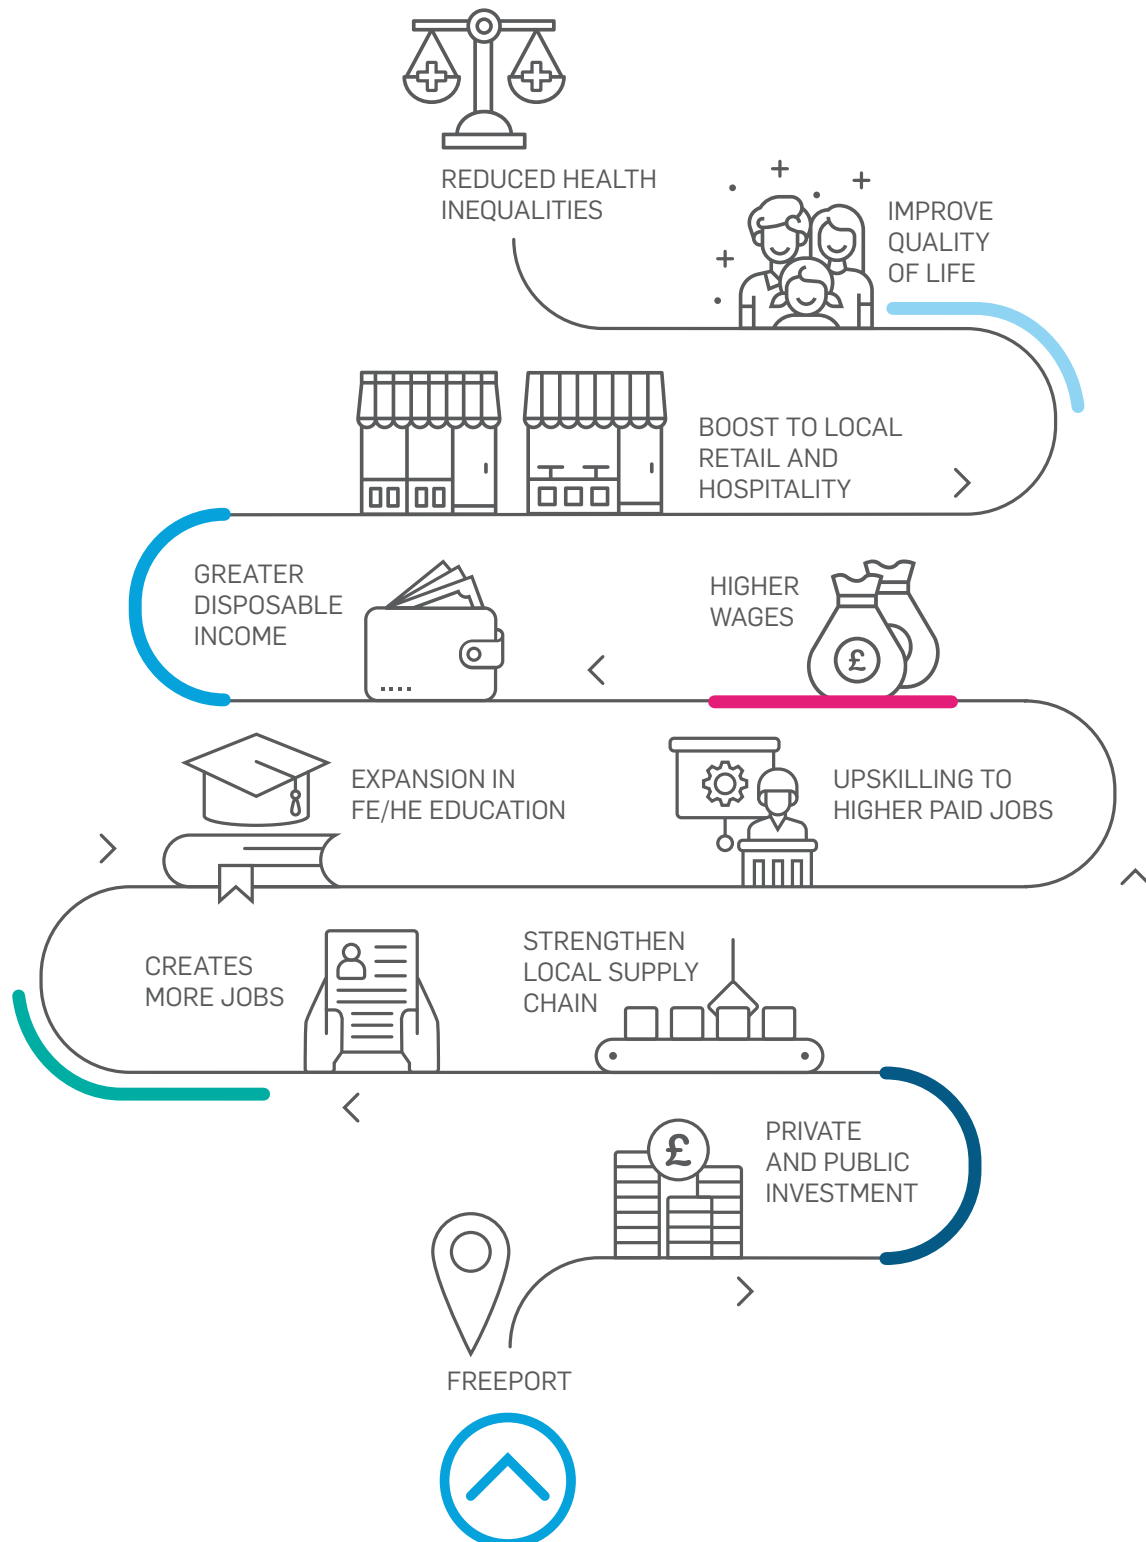 REDUCED HEALTH
INEQUALITIES
IMPROVE
QUALITY
OF LIFE
BOOST TO LOCAL
RETAIL AND
HOSPITALITY
GREATER
DISPOSABLE
INCOME
HIGHER
WAGES
£
EXPANSION IN
FE/HE EDUCATION
UPSKILLING TO
HIGHER PAID JOBS
CREATES
MORE JOBS
STRENGTHEN
LOCAL SUPPLY
CHAIN
£
PRIVATE
AND PUBLIC
INVESTMENT
FREEPORT